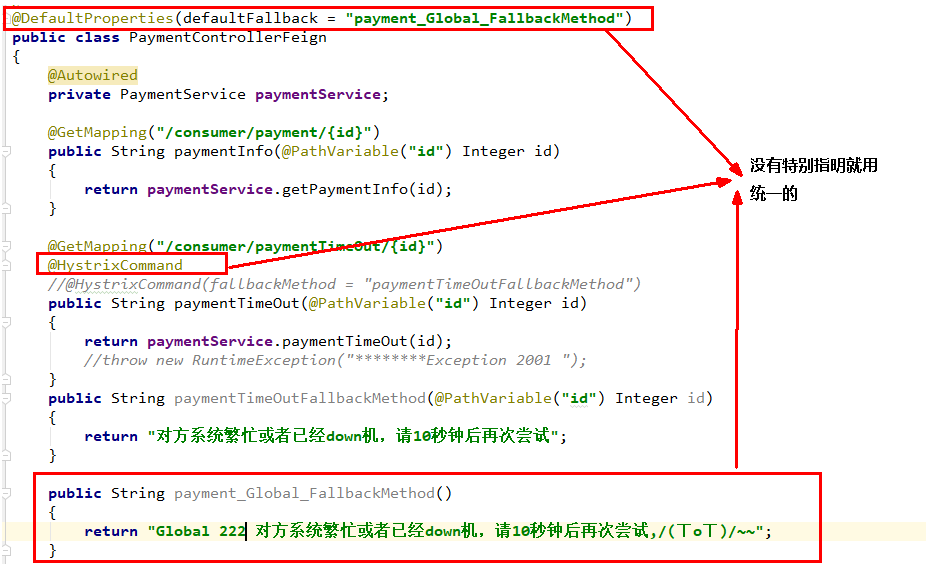 @DefaultProperties(defaultFallback = "payment_Global_FallbackMethod")
public class PaymentControllerFeign
{
    @Autowired
    private PaymentService paymentService;

    @GetMapping("/consumer/payment/{id}")
    public String paymentInfo(@PathVariable("id") Integer id)
    {
        return paymentService.getPaymentInfo(id);
    }
没有特别指明就用
统一的

    @GetMapping("/consumer/paymentTimeOut/{id}")
    @HystrixCommand
    //@HystrixCommand(fallbackMethod = "paymentTimeOutFallbackMethod")
    public String paymentTimeOut(@PathVariable("id") Integer id)
    {
        return paymentService.paymentTimeOut(id);
        //throw new RuntimeException("********Exception 2001 ");
    }
    public String paymentTimeOutFallbackMethod(@PathVariable("id") Integer id)
    {
        return "对方系统繁忙或者已经down机，请10秒钟后再次尝试";
    }

    public String payment_Global_FallbackMethod()
    {
        return "Global 222 对方系统繁忙或者已经down机，请10秒钟后再次尝试,/(ㄒoㄒ)/~~";
    }